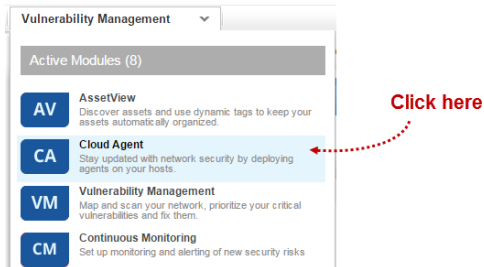 Vulnerability Management
Active Modules (8)
AV
AssetView
Discover assets and use dynamic tags to keep your
assets automatically organized.
Click here
CA
Cloud Agent
Stay updated with network security by deploying
agents on your hosts.
VM
Vulnerability Management
Map and scan your network, prioritize your critical
vulnerabilities and fix them.
CM
Continuous Monitoring
Set up monitoring and alerting of new security risks